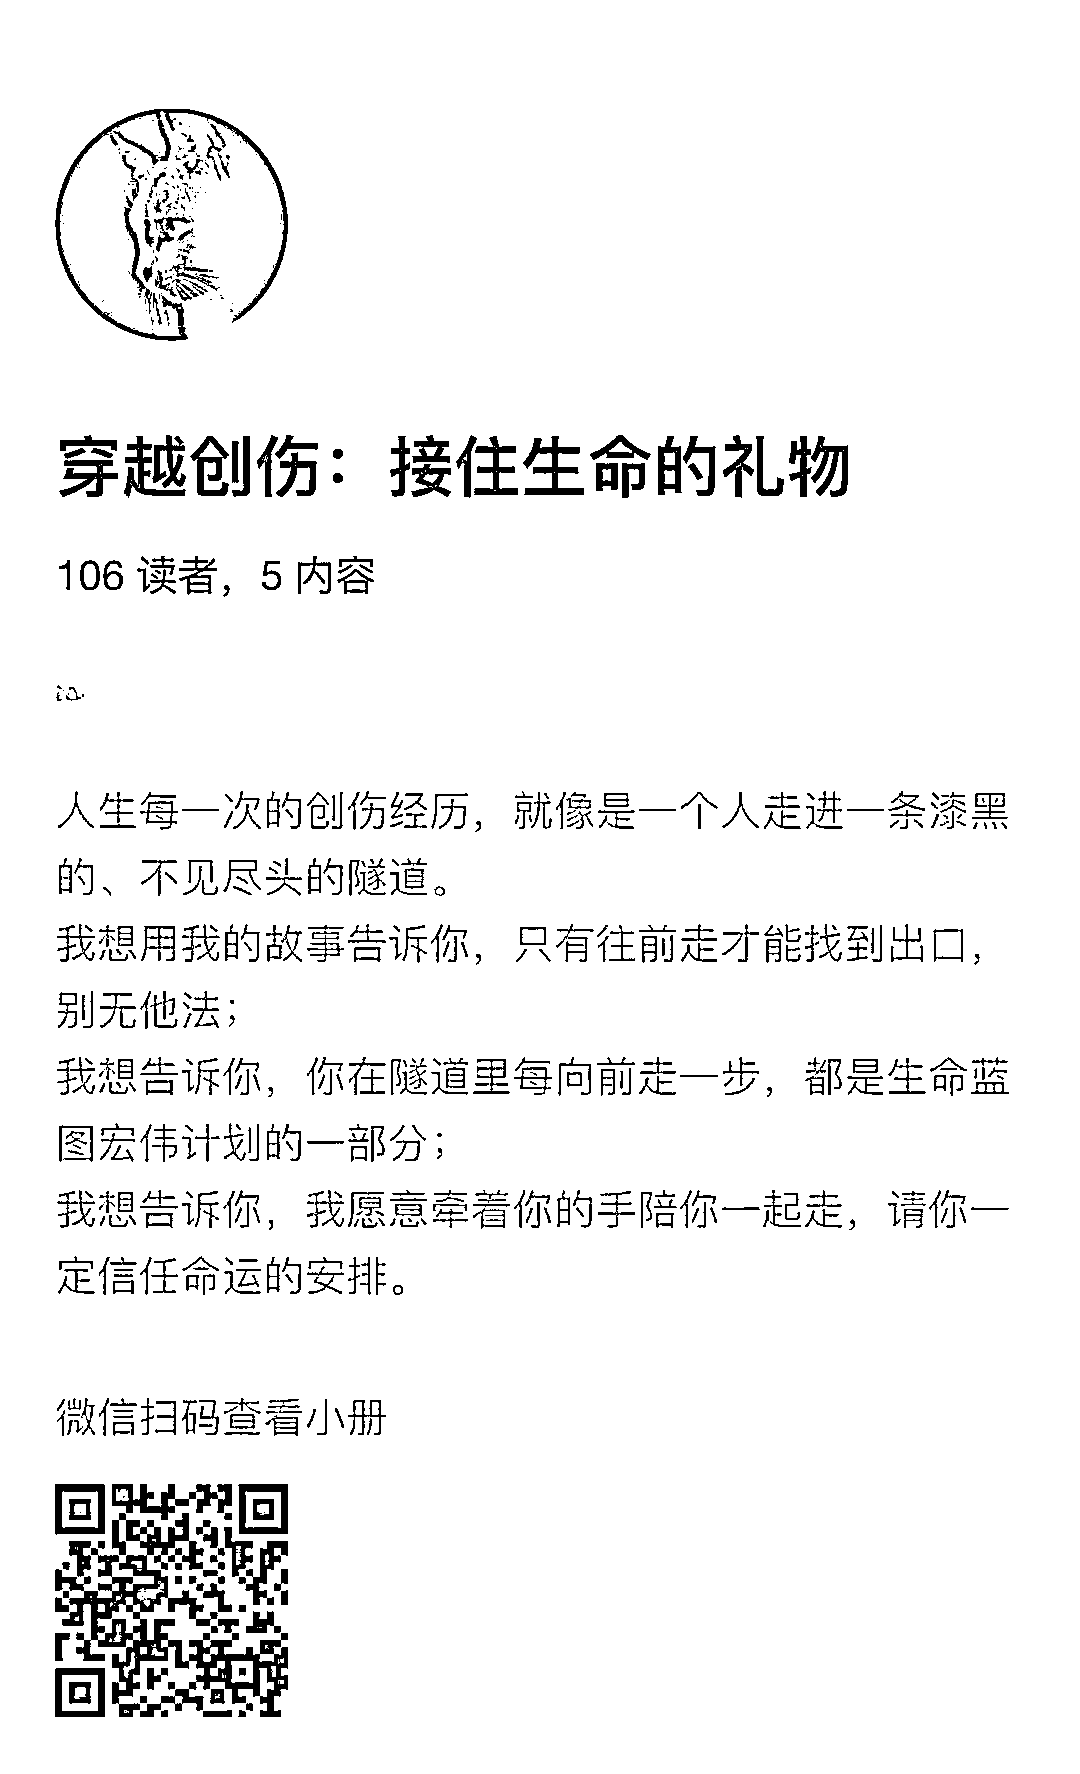 穿越创伤：接住生命的礼物
106 读者，5 内容
人生每一次的创伤经历，就像是一个人走进一条漆黑
的、不见尽头的隧道。
我想用我的故事告诉你，只有往前走才能找到出口，
别无他法；
我想告诉你，你在隧道里每向前走一步，都是生命蓝
图宏伟计划的一部分；
我想告诉你，我愿意牵着你的手陪你一起走，请你一
定信任命运的安排。
微信扫码查看小册